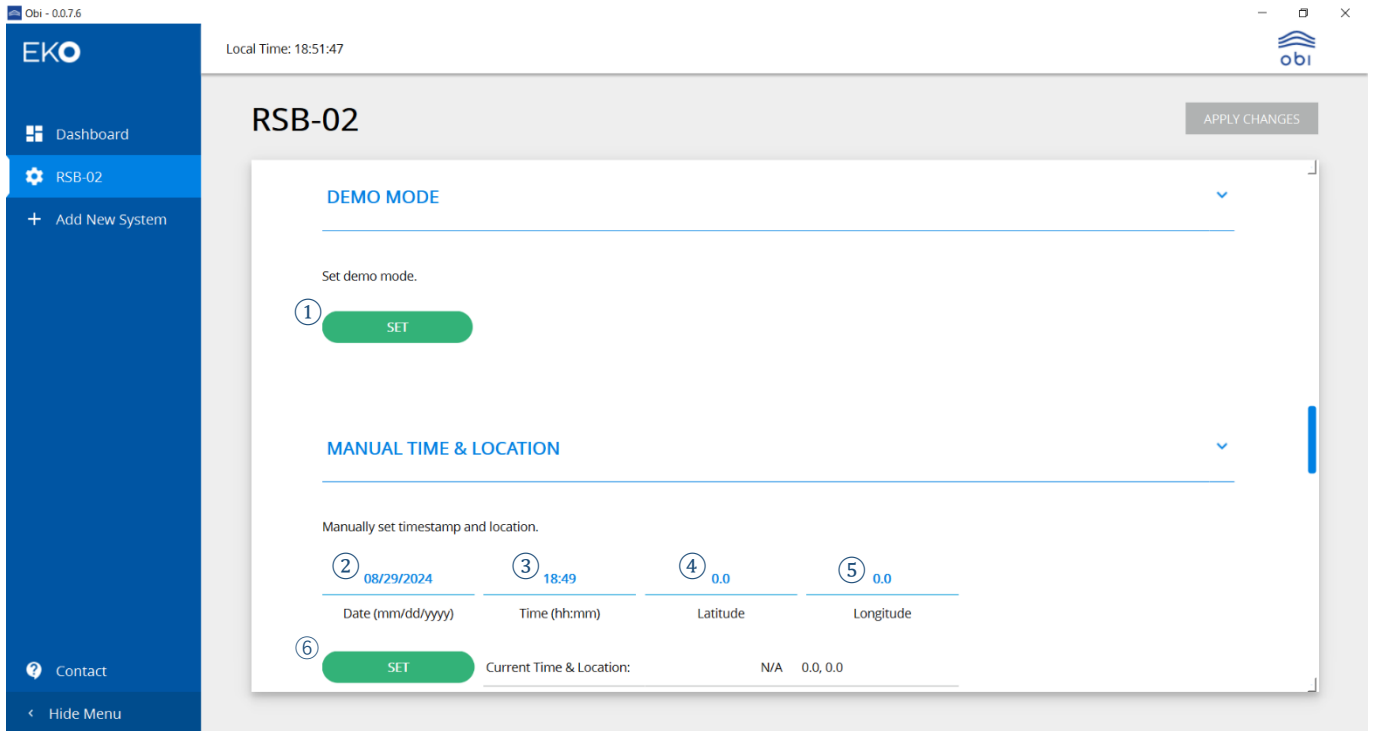 Obi - 0.0.7.6
EKO
Local Time: 18:51:47
obi
Dashboard
RSB-02
Add New System
Contact
Hide Menu
RSB-02
APPLY CHANGES
DEMO MODE
Set demo mode.
① SET
MANUAL TIME & LOCATION
Manually set timestamp and location.
② 08/29/2024 ③ 18:49 ④ 0.0 ⑤ 0.0
Date (mm/dd/yyyy) Time (hh:mm) Latitude Longitude
⑥ SET Current Time & Location: N/A 0.0, 0.0